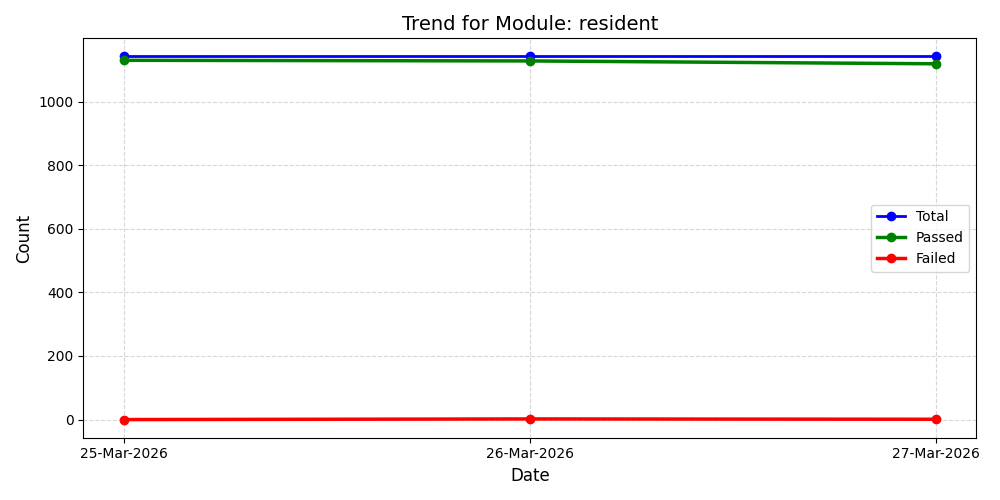 Trend for Module: resident
Count
1000
800
600
400
200
0
Total
Passed
Failed
25-Mar-2026 26-Mar-2026 27-Mar-2026
Date